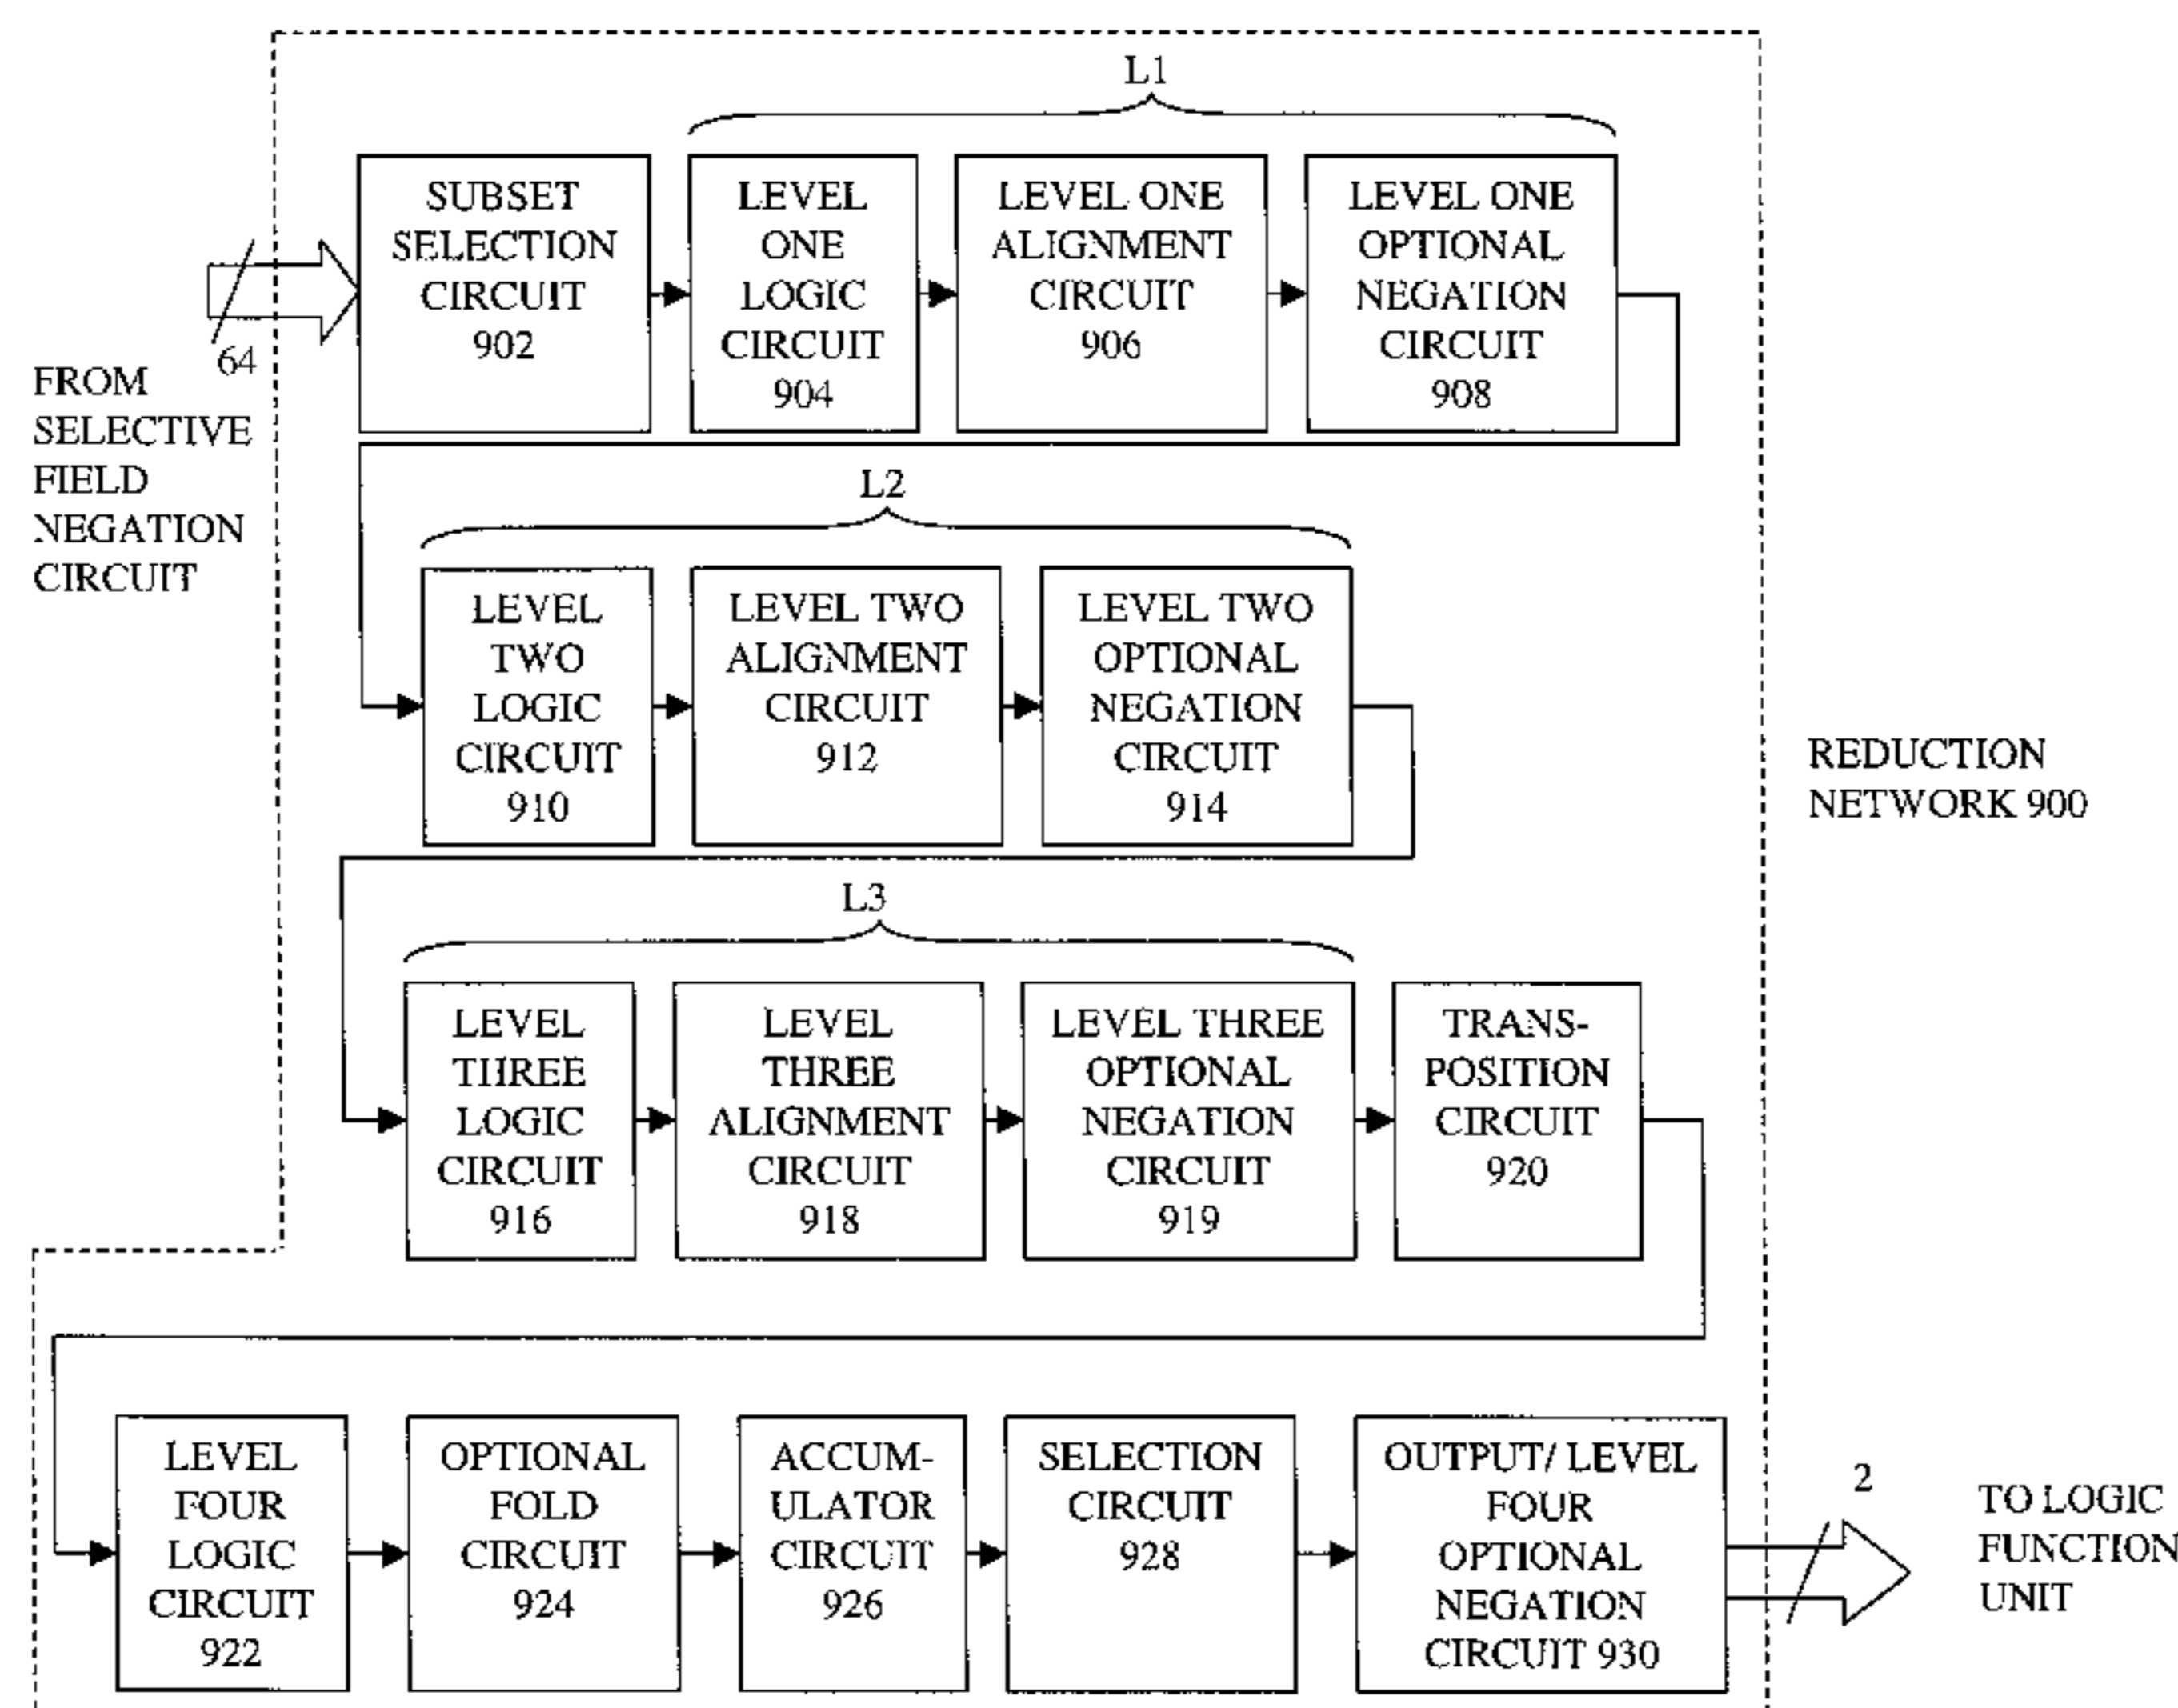 L1
SUBSET
SELECTION
CIRCUIT
902
LEVEL
ONE
LOGIC
CIRCUIT
904
LEVEL ONE
ALIGNMENT
CIRCUIT
906
LEVEL ONE
OPTIONAL
NEGATION
CIRCUIT
908
64
FROM
SELECTIVE
FIELD
NEGATION
CIRCUIT
L2
LEVEL
TWO
LOGIC
CIRCUIT
910
LEVEL TWO
ALIGNMENT
CIRCUIT
912
LEVEL TWO
OPTIONAL
NEGATION
CIRCUIT
914
REDUCTION
NETWORK 900
L3
LEVEL
THREE
LOGIC
CIRCUIT
916
LEVEL
THREE
ALIGNMENT
CIRCUIT
918
LEVEL THREE
OPTIONAL
NEGATION
CIRCUIT
919
TRANS-
POSITION
CIRCUIT
920
LEVEL
FOUR
LOGIC
CIRCUIT
922
OPTIONAL
FOLD
CIRCUIT
924
ACCUM-
ULATOR
CIRCUIT
926
SELECTION
CIRCUIT
928
OUTPUT/ LEVEL
FOUR
OPTIONAL
NEGATION
CIRCUIT 930
2
TO LOGIC
FUNCTION
UNIT